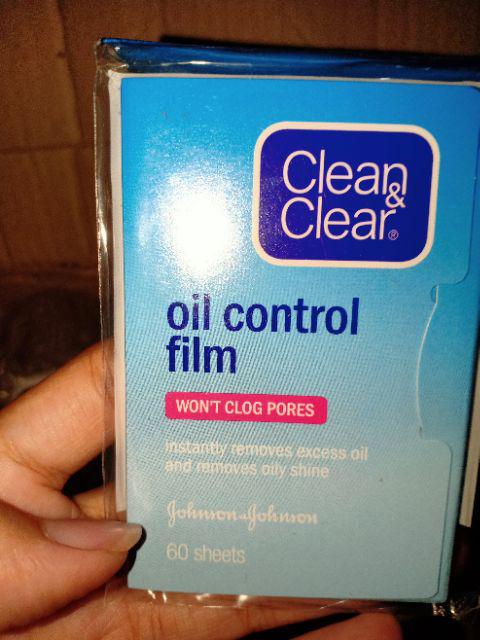 Clean &
Clear®
oil control
film
WON'T CLOG PORES
instantly removes excess oil
and removes oily shine
Johnson & Johnson
60 sheets